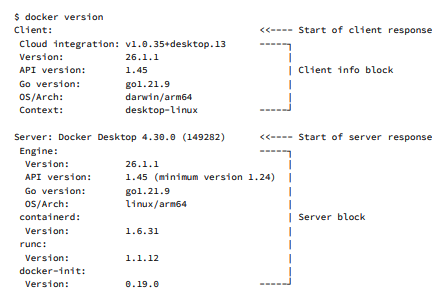 $ docker version
Client: <<---- Start of client response
Cloud integration: v1.0.35+desktop.13 -----┐
Version: 26.1.1 |
API version: 1.45 | Client info block
Go version: go1.21.9 |
OS/Arch: darwin/arm64 |
Context: desktop-linux -----┘
Server: Docker Desktop 4.30.0 (149282) <<---- Start of server response
Engine: -----┐
Version: 26.1.1 |
API version: 1.45 (minimum version 1.24) |
Go version: go1.21.9 |
OS/Arch: linux/arm64 |
containerd: | Server block
Version: 1.6.31 |
runc: |
Version: 1.1.12 |
docker-init: |
Version: 0.19.0 -----┘